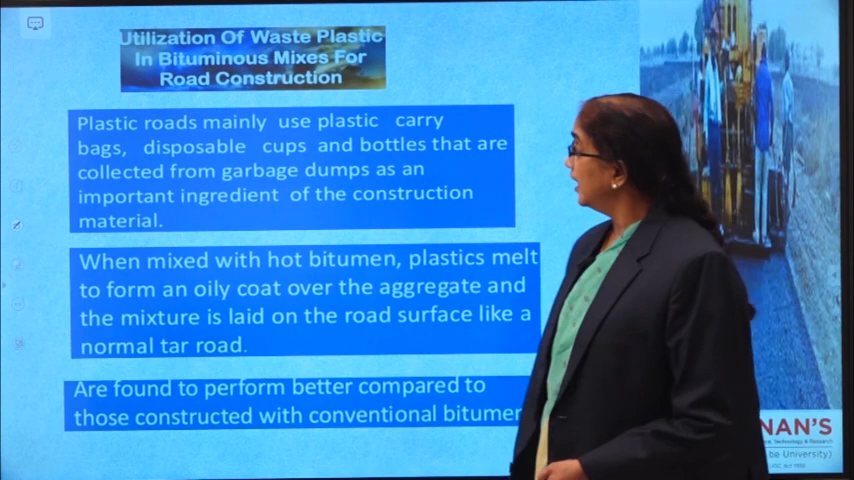 Utilization Of Waste Plastic
In Bituminous Mixes For
Road Construction
Plastic roads mainly use plastic carry
bags, disposable cups and bottles that are
collected from garbage dumps as an
important ingredient of the construction
material.
When mixed with hot bitumen, plastics melt
to form an oily coat over the aggregate and
the mixture is laid on the road surface like a
normal tar road.
Are found to perform better compared to
those constructed with conventional bitumen
NAN'S
Technology & Research
be University)